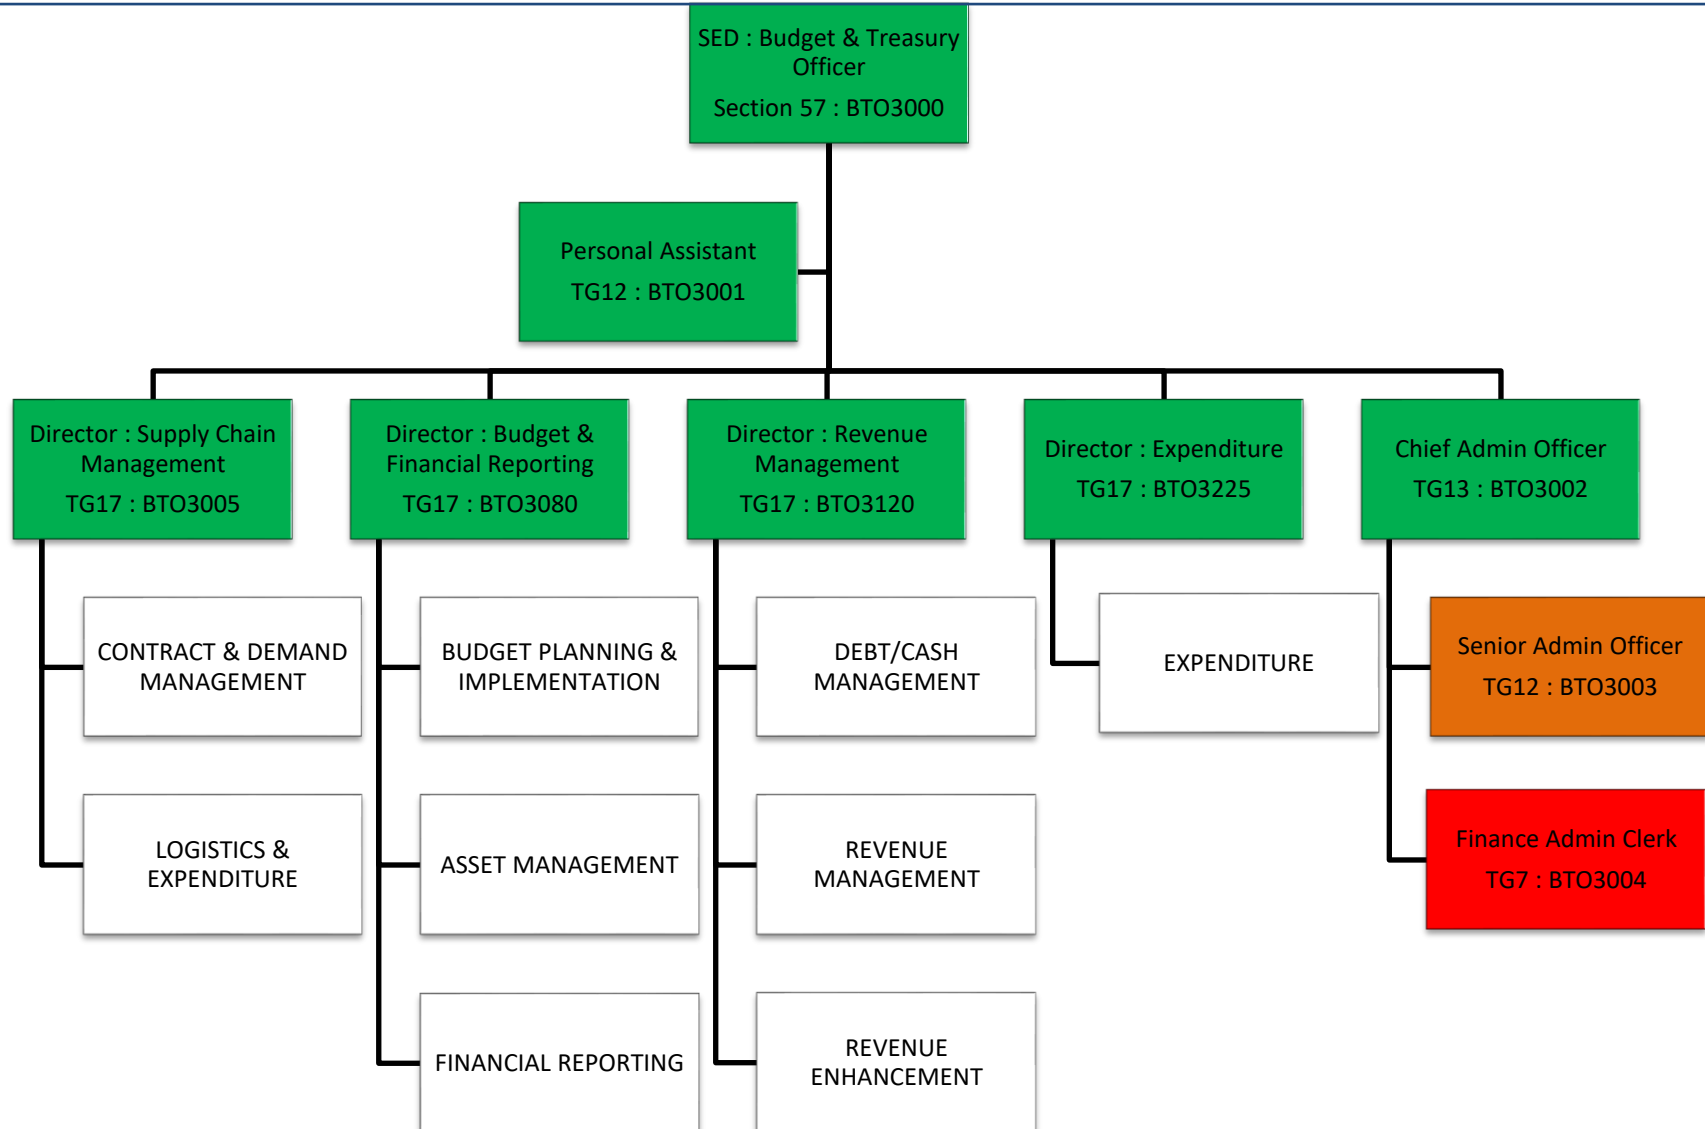 SED : Budget & Treasury
Officer
Section 57 : BTO3000
Personal Assistant
TG12 : BTO3001
Director : Supply Chain
Management
TG17 : BTO3005
Director : Budget &
Financial Reporting
TG17 : BTO3080
Director : Revenue
Management
TG17 : BTO3120
Director : Expenditure
TG17 : BTO3225
Chief Admin Officer
TG13 : BTO3002
CONTRACT & DEMAND
MANAGEMENT
BUDGET PLANNING &
IMPLEMENTATION
DEBT/CASH
MANAGEMENT
EXPENDITURE
Senior Admin Officer
TG12 : BTO3003
LOGISTICS &
EXPENDITURE
ASSET MANAGEMENT
REVENUE
MANAGEMENT
Finance Admin Clerk
TG7 : BTO3004
FINANCIAL REPORTING
REVENUE
ENHANCEMENT